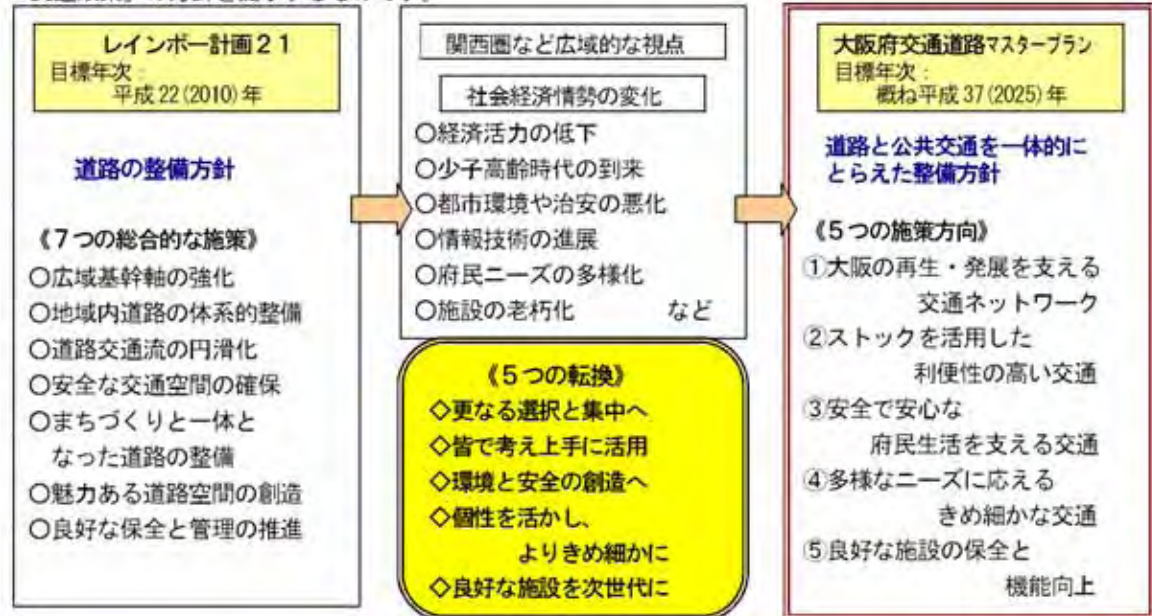 レインボー計画２１
目標年次：
平成22(2010)年
道路の整備方針
《７つの総合的な施策》
〇広域基幹軸の強化
〇地域内道路の体系的整備
〇道路交通流の円滑化
〇安全な交通空間の確保
〇まちづくりと一体と
なった道路の整備
〇魅力ある道路空間の創造
〇良好な保全と管理の推進
関西圏など広域的な視点
社会経済情勢の変化
〇経済活力の低下
〇少子高齢時代の到来
〇都市環境や治安の悪化
〇情報技術の進展
〇府民ニーズの多様化
〇施設の老朽化　　　など
《５つの転換》
◇更なる選択と集中へ
◇皆で考え上手に活用
◇環境と安全の創造へ
◇個性を活かし、
よりきめ細かに
◇良好な施設を次世代に
大阪府交通道路マスタープラン
目標年次：
概ね平成37(2025)年
道路と公共交通を一体的に
とらえた整備方針
《５つの施策方向》
①大阪の再生・発展を支える
交通ネットワーク
②ストックを活用した
利便性の高い交通
③安全で安心な
府民生活を支える交通
④多様なニーズに応える
きめ細かな交通
⑤良好な施設の保全と
機能向上